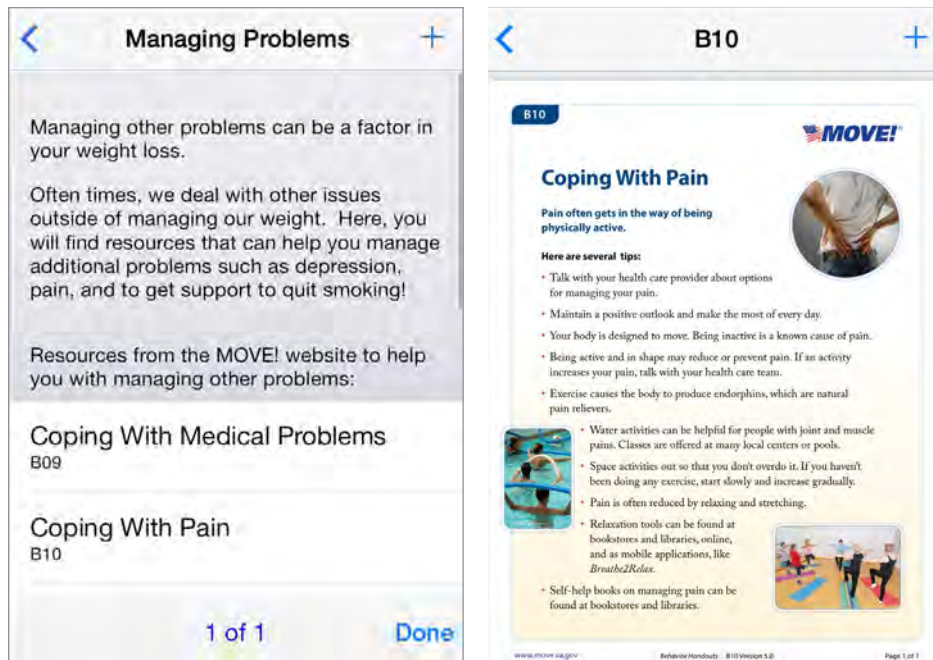 Managing Problems
Managing other problems can be a factor in
your weight loss.
Often times, we deal with other issues
outside of managing our weight. Here, you
will find resources that can help you manage
additional problems such as depression,
pain, and to get support to quit smoking!
Resources from the MOVE! website to help
you with managing other problems:
Coping With Medical Problems
B09
Coping With Pain
B10
1 of 1
Done
B10
B10
MOVE!
Coping With Pain
Pain often gets in the way of being
physically active.
Here are several tips:
• Talk with your health care provider about options
for managing your pain.
• Maintain a positive outlook and make the most of every day.
• Your body is designed to move. Being inactive is a known cause of pain.
• Being active and in shape may reduce or prevent pain. If an activity
increases your pain, talk with your health care team.
• Exercise causes the body to produce endorphins, which are natural
pain relievers.
• Water activities can be helpful for people with joint and muscle
pains. Classes are offered at many local centers or pools.
• Space activities out so that you don't overdo it. If you haven't
been doing any exercise, start slowly and increase gradually.
• Pain is often reduced by relaxing and stretching.
• Relaxation tools can be found at
bookstores and libraries, online,
and as mobile applications, like
Breathe2Relax.
• Self-help books on managing pain can be
found at bookstores and libraries.
www.move.va.gov
Behavior Handouts B10 Version 5.0
Page 1 of 1